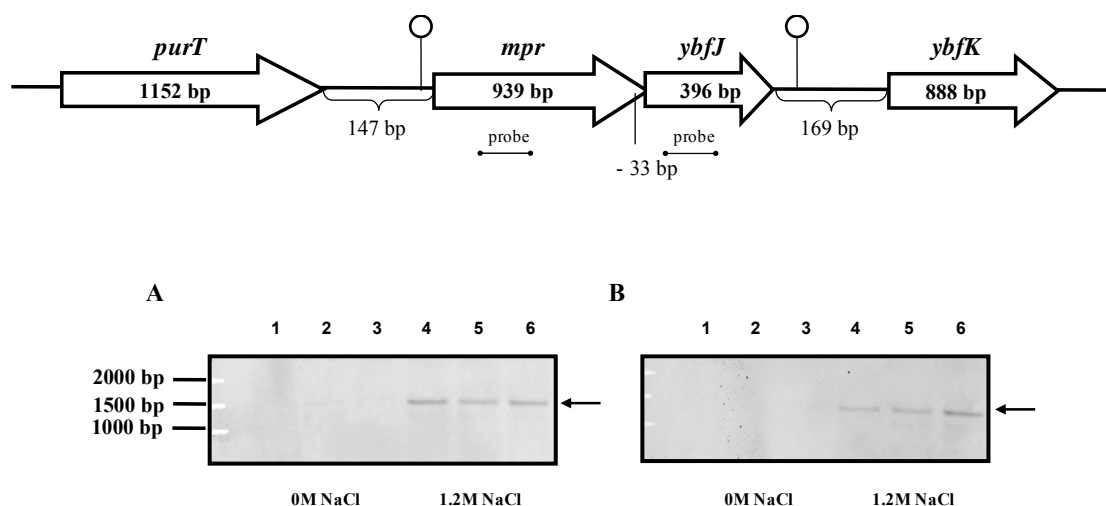 purT mpr ybfJ ybfK
1152 bp 939 bp 396 bp 888 bp
147 bp 169 bp
probe probe
- 33 bp
A B
1 2 3 4 5 6 1 2 3 4 5 6
2000 bp
1500 bp
1000 bp
0M NaCl 1.2M NaCl 0M NaCl 1.2M NaCl